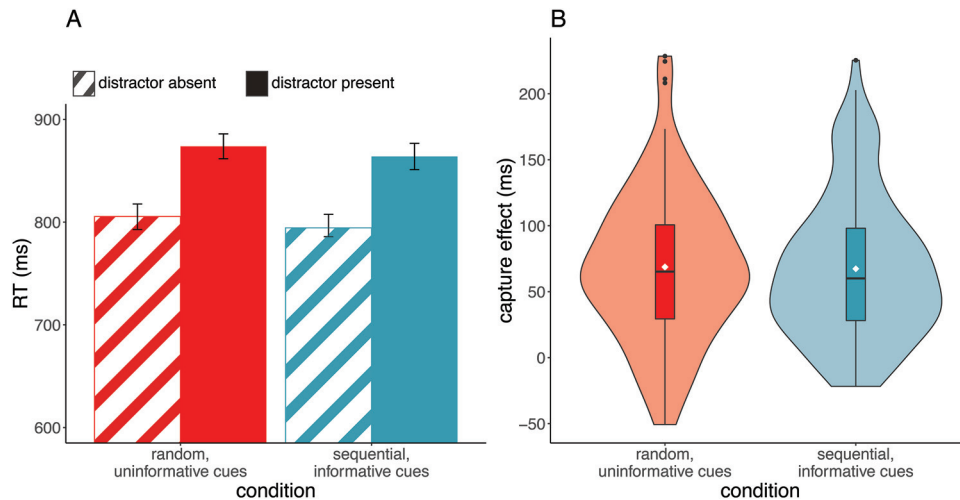 A
distractor absent
distractor present
900
800
700
600
RT (ms)
random,
uninformative cues
sequential,
informative cues
condition
B
200
150
100
50
0
−50
capture effect (ms)
random,
uninformative cues
sequential,
informative cues
condition